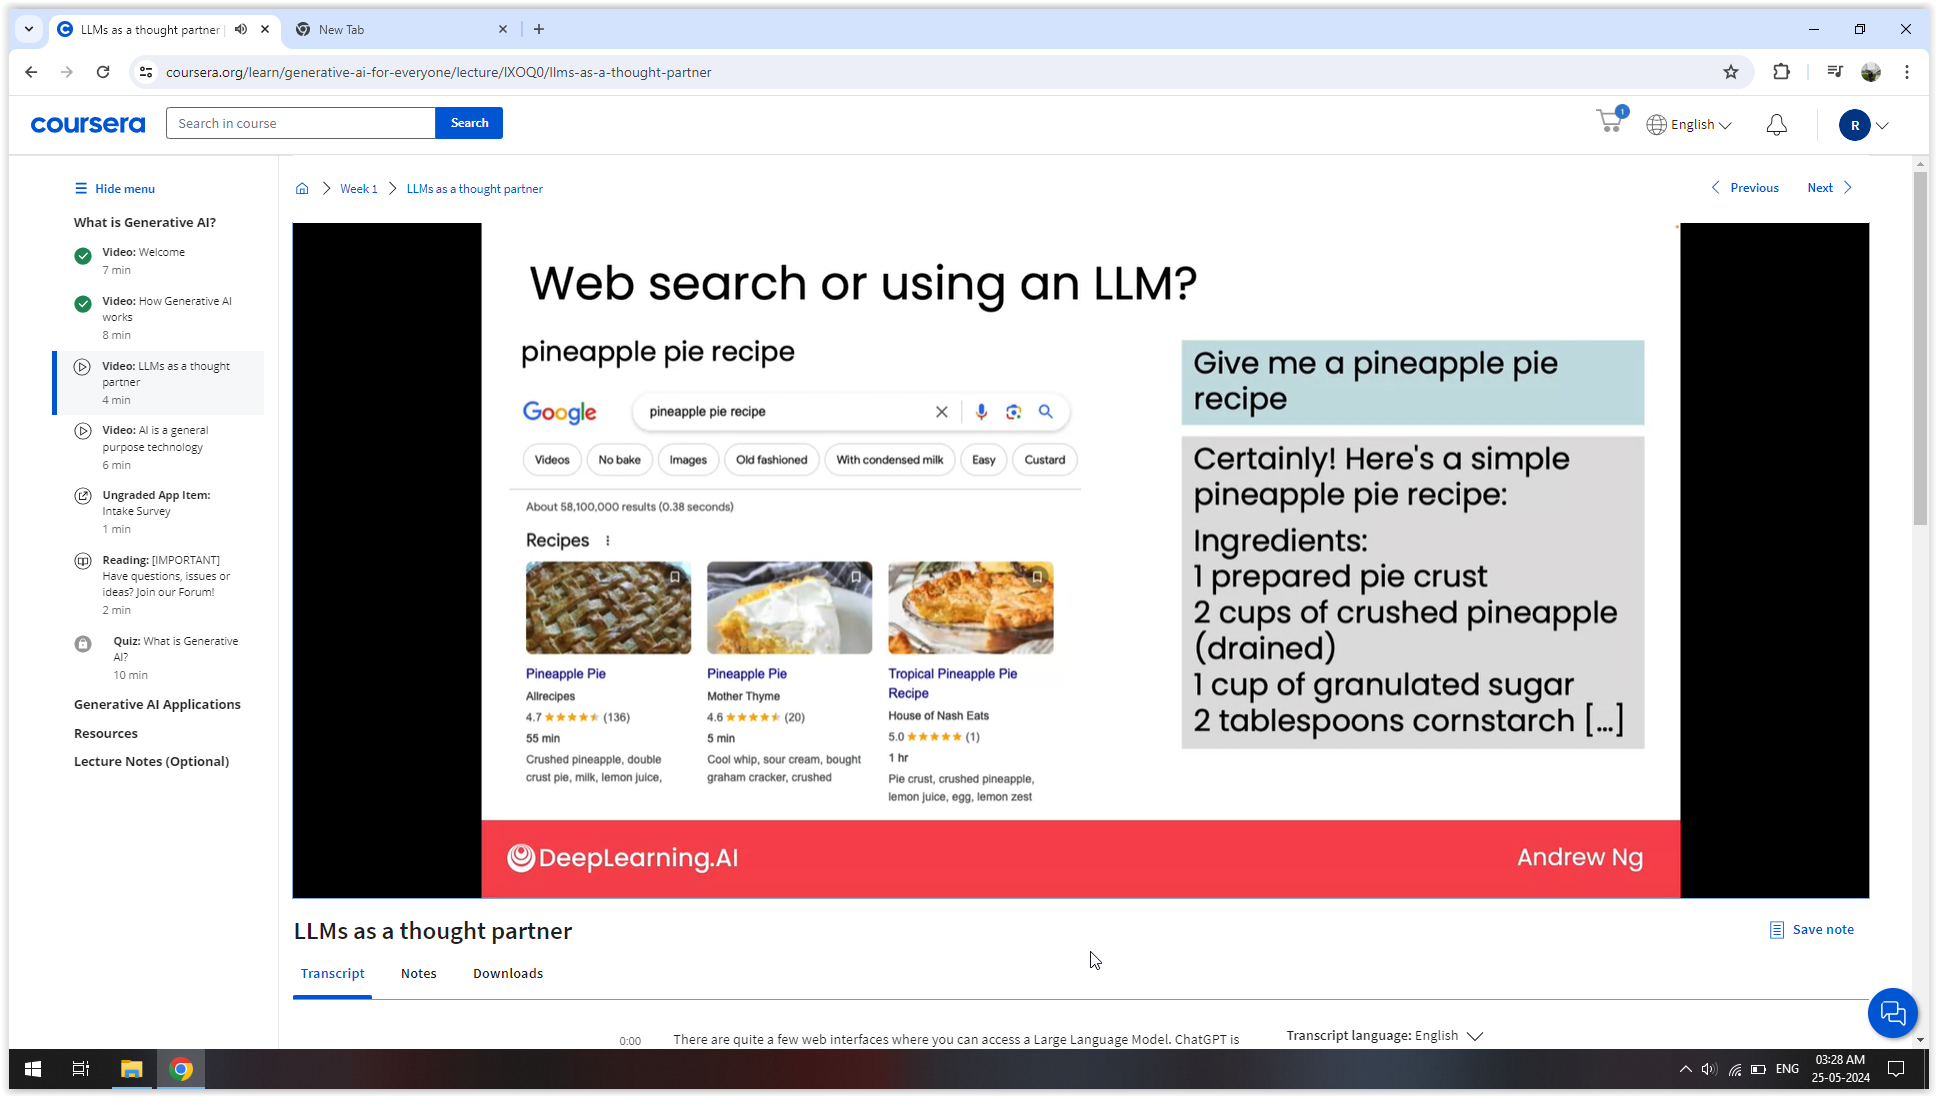 LLMs as a thought partner
New Tab
coursera.org/learn/generative-ai-for-everyone/lecture/IXOQ0/llms-as-a-thought-partner
coursera
Search in course
Search
1
English
R
Hide menu
Week 1
LLMs as a thought partner
Previous
Next
What is Generative AI?
Video: Welcome
7 min
Video: How Generative AI
works
8 min
Video: LLMs as a thought
partner
4 min
Video: AI is a general
purpose technology
6 min
Ungraded App Item:
Intake Survey
1 min
Reading: [IMPORTANT]
Have questions, issues or
ideas? Join our Forum!
2 min
Quiz: What is Generative
AI?
10 min
Generative AI Applications
Resources
Lecture Notes (Optional)
Web search or using an LLM?
pineapple pie recipe
Google
pineapple pie recipe
Videos
No bake
Images
Old fashioned
With condensed milk
Easy
Custard
About 58,100,000 results (0.38 seconds)
Recipes
Pineapple Pie
Allrecipes
4.7 (136)
55 min
Crushed pineapple, double
crust pie, milk, lemon juice,
Pineapple Pie
Mother Thyme
4.6 (20)
5 min
Cool whip, sour cream, bought
graham cracker, crushed
Tropical Pineapple Pie
Recipe
House of Nash Eats
5.0 (1)
1 hr
Pie crust, crushed pineapple,
lemon juice, egg, lemon zest
Give me a pineapple pie
recipe
Certainly! Here's a simple
pineapple pie recipe:
Ingredients:
1 prepared pie crust
2 cups of crushed pineapple
(drained)
1 cup of granulated sugar
2 tablespoons cornstarch [...]
DeepLearning.AI
Andrew Ng
LLMs as a thought partner
Save note
Transcript
Notes
Downloads
0:00
There are quite a few web interfaces where you can access a Large Language Model. ChatGPT is
Transcript language: English
ENG
03:28 AM
25-05-2024